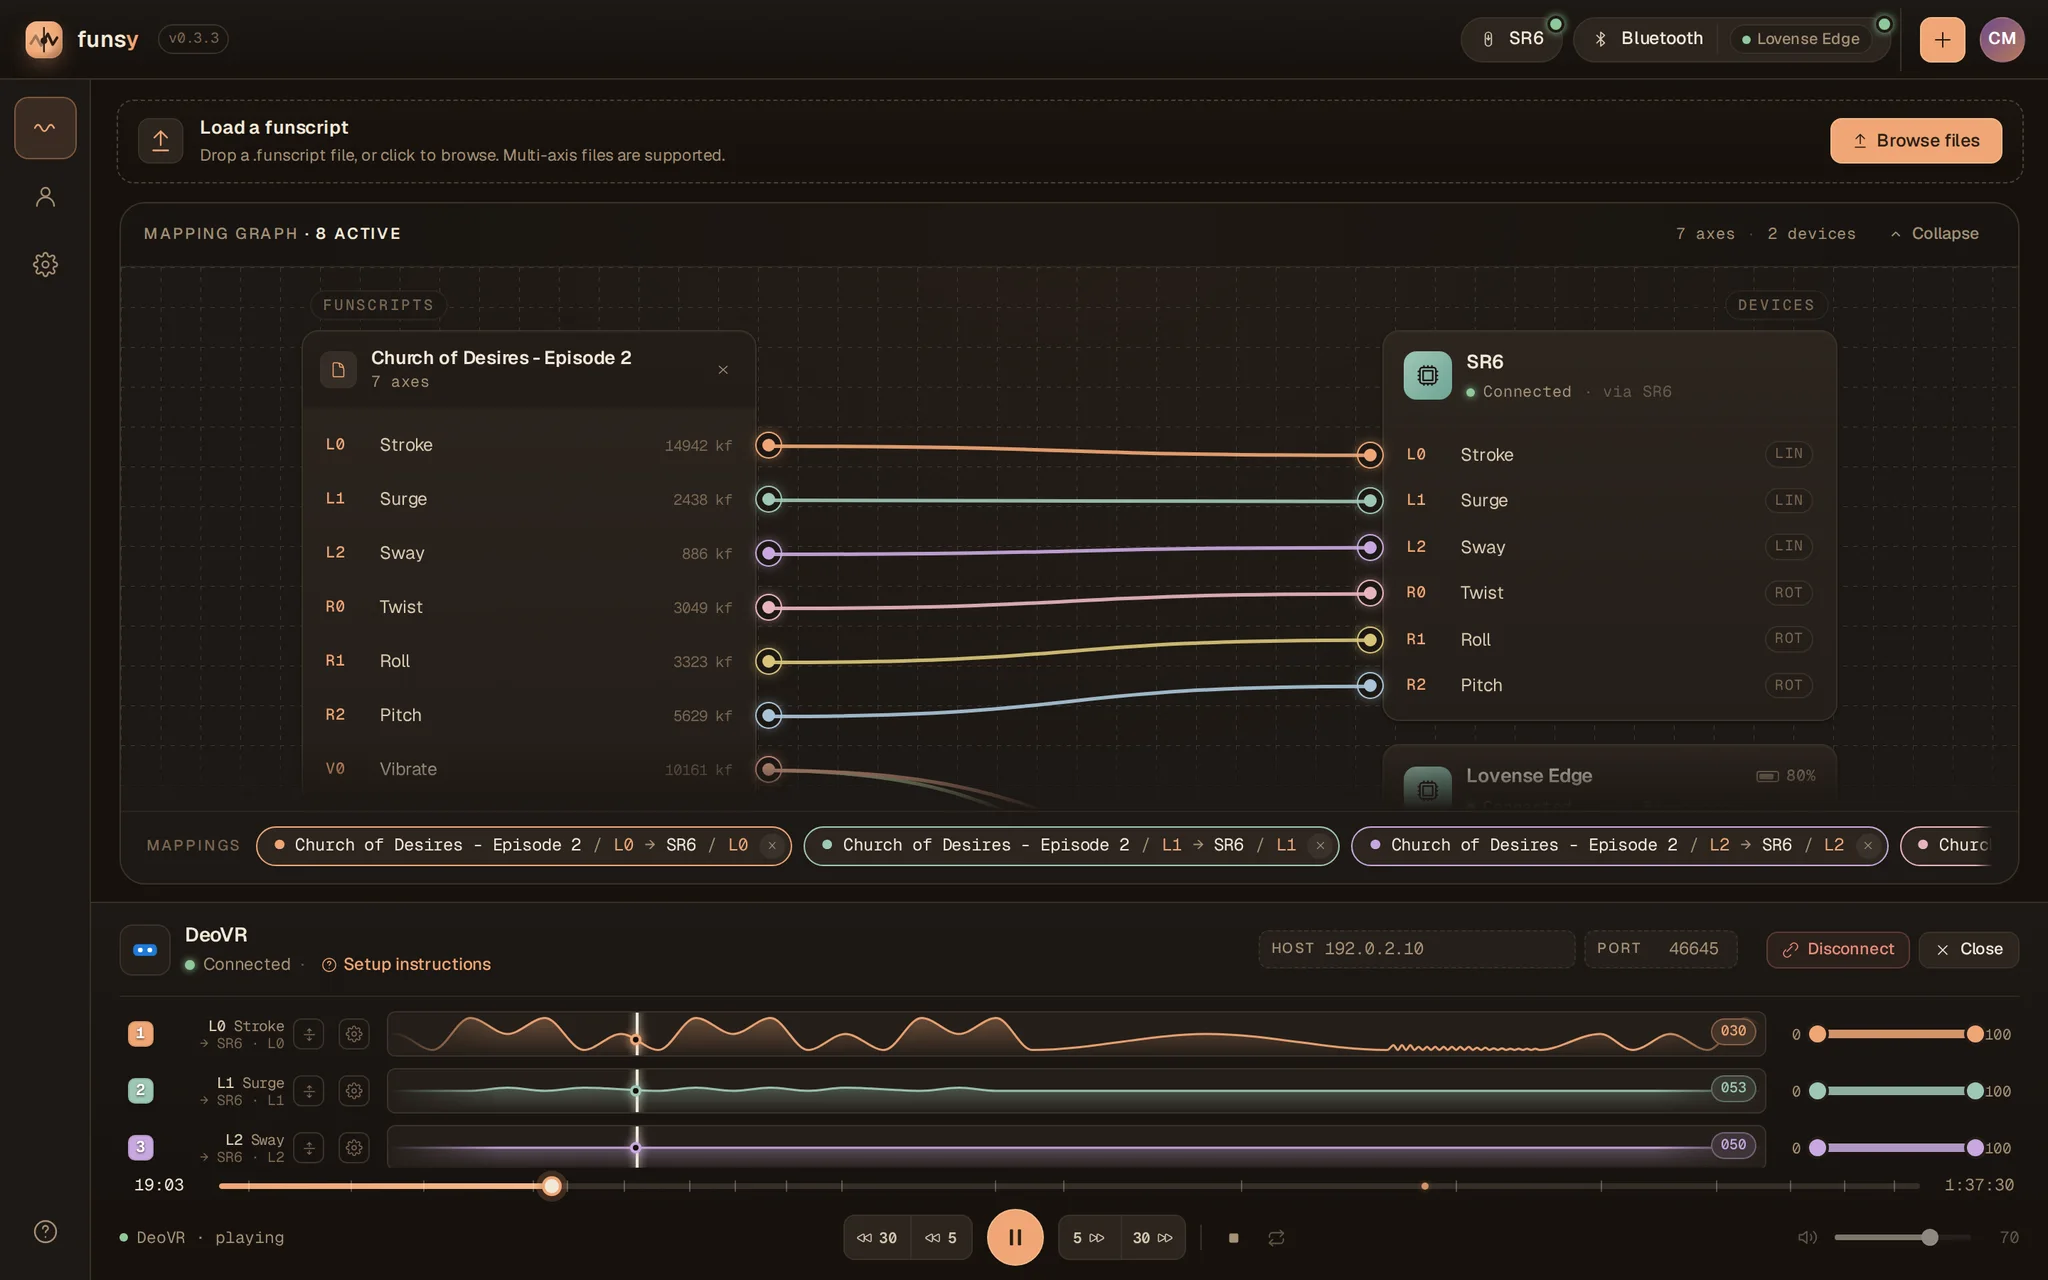 funsy v0.3.3 SR6 Bluetooth Lovense Edge + CM
Load a funscript
Drop a .funscript file, or click to browse. Multi-axis files are supported.
Browse files
MAPPING GRAPH · 8 ACTIVE 7 axes · 2 devices Collapse
FUNSCRIPTS DEVICES
Church of Desires - Episode 2
7 axes
L0 Stroke 14942 kf
L1 Surge 2438 kf
L2 Sway 886 kf
R0 Twist 3049 kf
R1 Roll 3323 kf
R2 Pitch 5629 kf
V0 Vibrate 10161 kf
SR6
Connected · via SR6
L0 Stroke LIN
L1 Surge LIN
L2 Sway LIN
R0 Twist ROT
R1 Roll ROT
R2 Pitch ROT
Lovense Edge 80%
MAPPINGS Church of Desires - Episode 2 / L0 → SR6 / L0 × Church of Desires - Episode 2 / L1 → SR6 / L1 × Church of Desires - Episode 2 / L2 → SR6 / L2 × Churc
DeoVR
Connected · Setup instructions
HOST 192.0.2.10 PORT 46645 Disconnect Close
1 L0 Stroke 030 0 100
→ SR6 · L0
2 L1 Surge 053 0 100
→ SR6 · L1
3 L2 Sway 050 0 100
→ SR6 · L2
19:03 1:37:30
DeoVR · playing 30 5 5 30 70